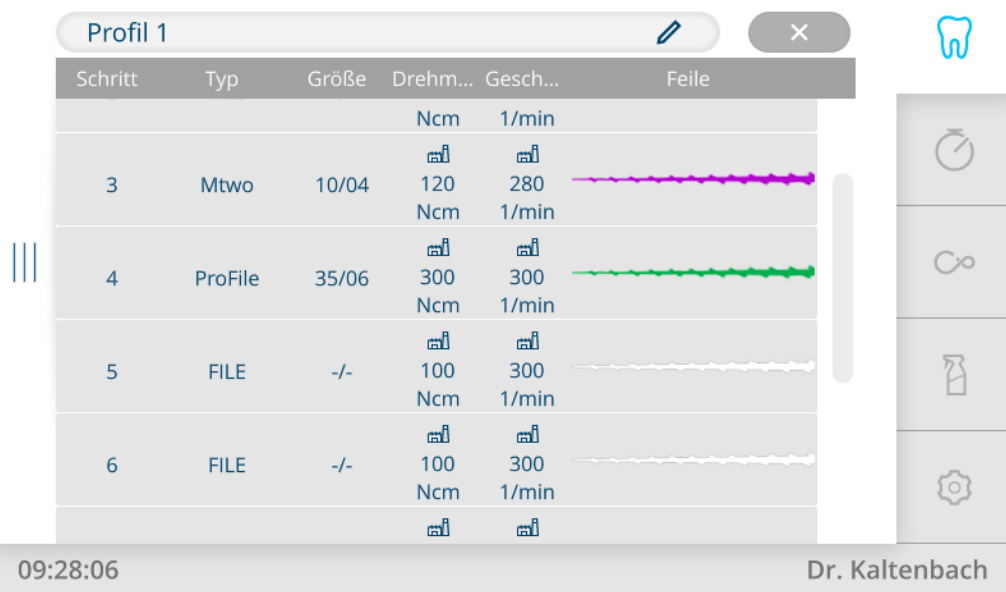 Profil 1
Schritt Typ Größe Drehm... Gesch... Feile
Ncm 1/min
3 Mtwo 10/04 120 280
Ncm 1/min
4 ProFile 35/06 300 300
Ncm 1/min
5 FILE -/- 100 300
Ncm 1/min
6 FILE -/- 100 300
Ncm 1/min
09:28:06 Dr. Kaltenbach